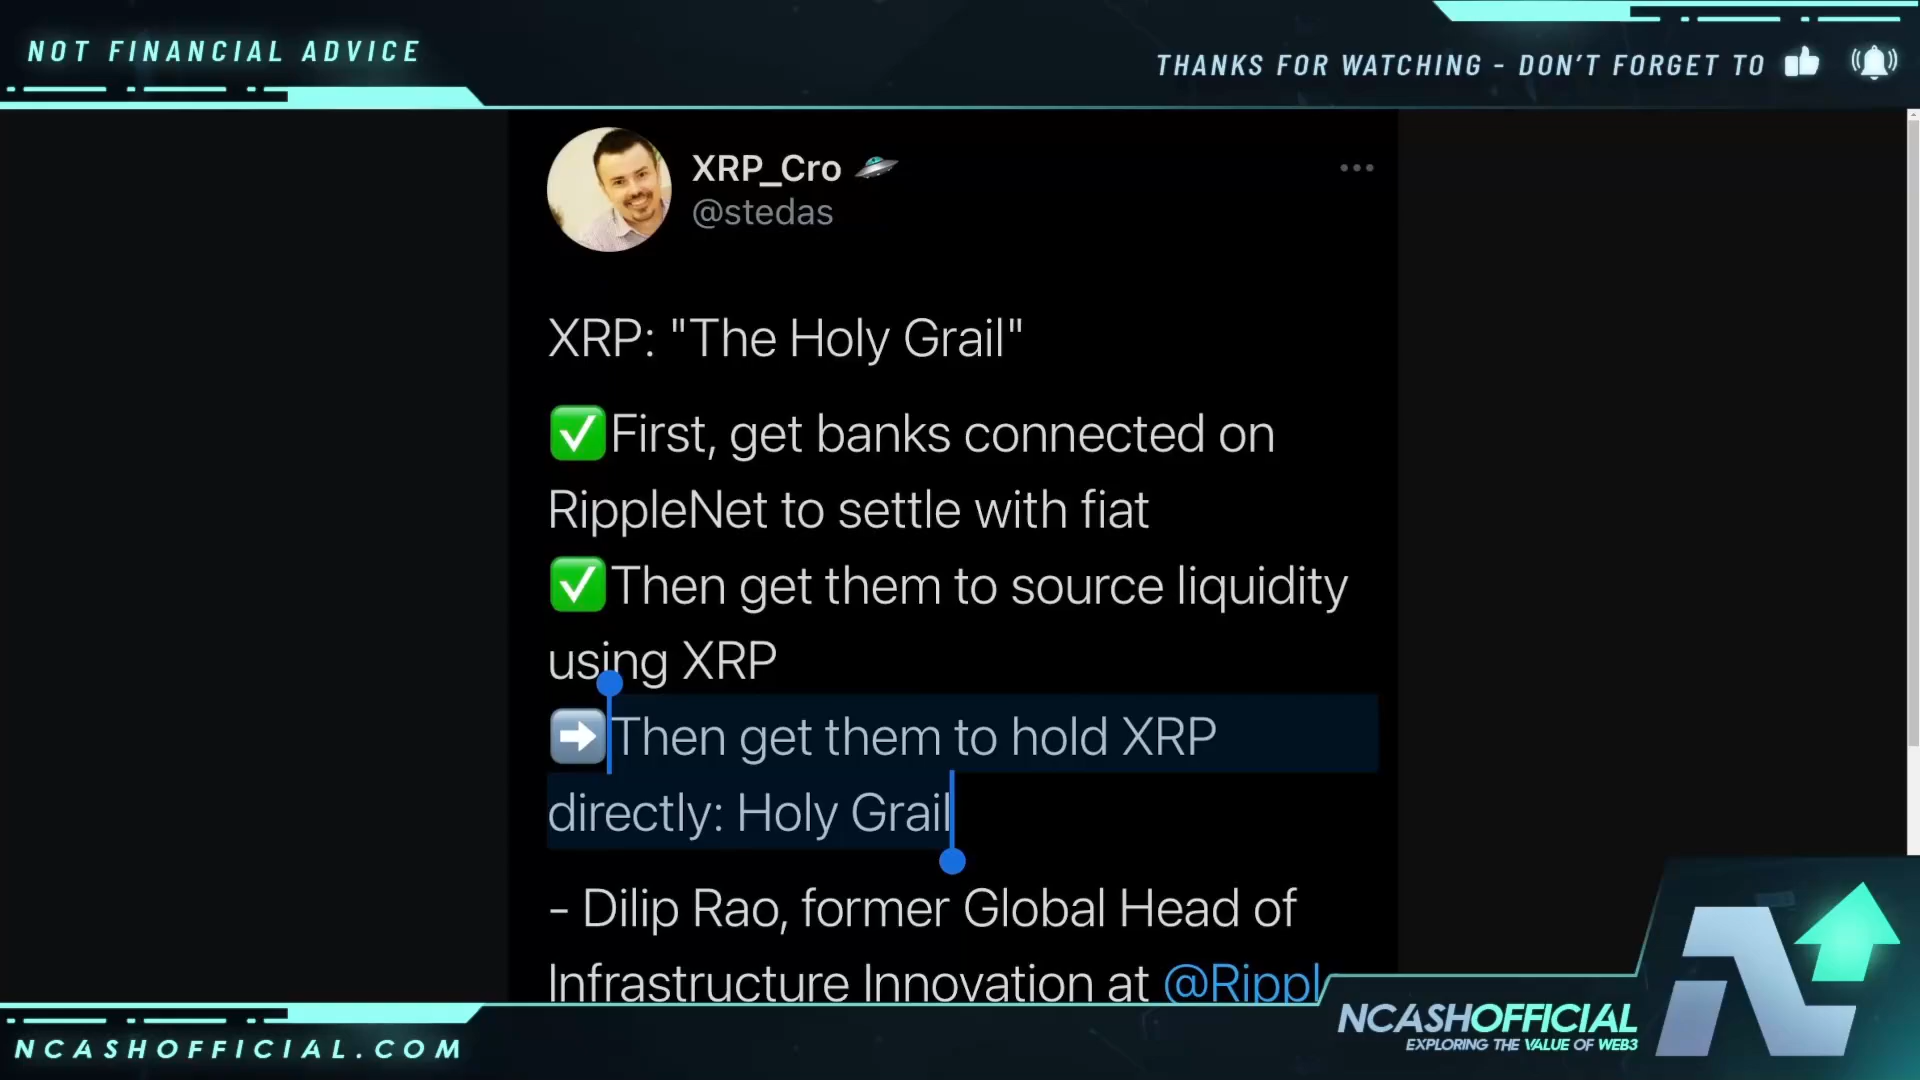 NOT FINANCIAL ADVICE
THANKS FOR WATCHING - DON'T FORGET TO
XRP_Cro 🛸
@stedas
XRP: "The Holy Grail"
✅First, get banks connected on
RippleNet to settle with fiat
✅Then get them to source liquidity
using XRP
➡️Then get them to hold XRP
directly: Holy Grail
- Dilip Rao, former Global Head of
Infrastructure Innovation at @Rippl
NCASHOFFICIAL
EXPLORING THE VALUE OF WEB3
NCASHOFFICIAL.COM